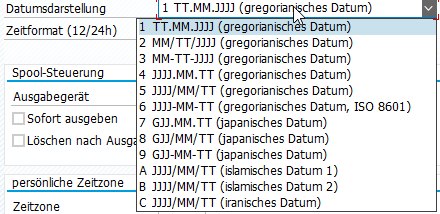 Datumsdarstellung 1 TT.MM.JJJJ (gregorianisches Datum)
Zeitformat (12/24h) 1 TT.MM.JJJJ (gregorianisches Datum)
2 MM/TT/JJJJ (gregorianisches Datum)
3 MM-TT-JJJJ (gregorianisches Datum)
Spool-Steuerung
4 JJJJ.MM.TT (gregorianisches Datum)
Ausgabegerät
5 JJJJ/MM/TT (gregorianisches Datum)
6 JJJJ-MM-TT (gregorianisches Datum, ISO 8601)
Sofort ausgeben
7 GJJ.MM.TT (japanisches Datum)
Löschen nach Ausga
8 GJJ/MM/TT (japanisches Datum)
9 GJJ-MM-TT (japanisches Datum)
A JJJJ/MM/TT (islamisches Datum 1)
persönliche Zeitzone
B JJJJ/MM/TT (islamisches Datum 2)
Zeitzone
C JJJJ/MM/TT (iranisches Datum)